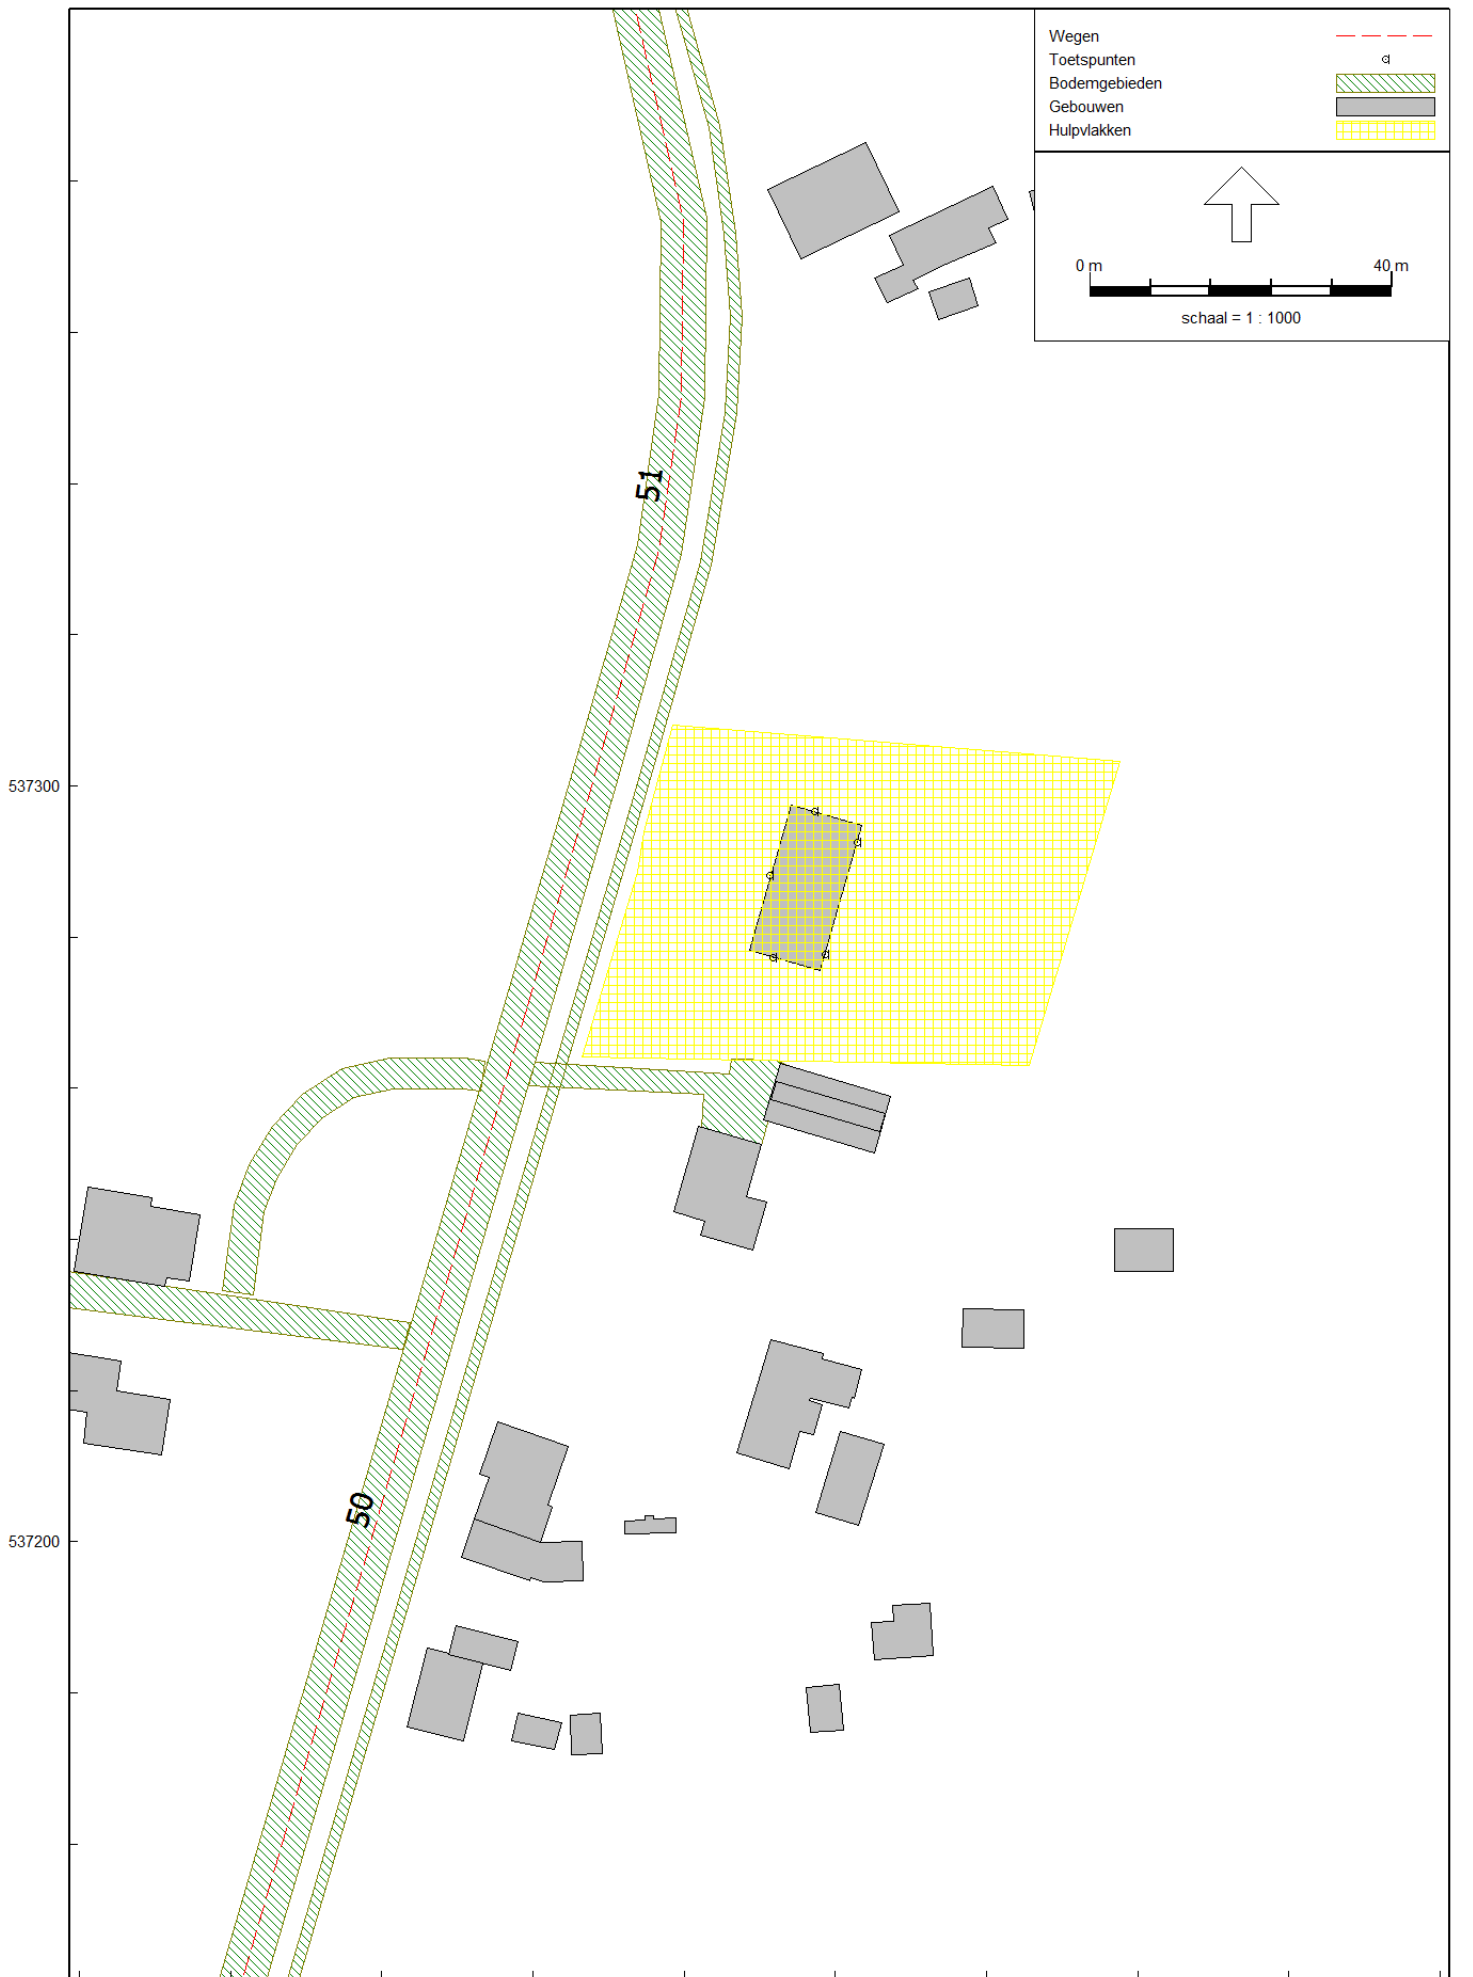 Wegen
Toetspunten
Bodemgebieden
Gebouwen
Hulpvlakken
0 m 40 m
schaal = 1 : 1000
51
537300
50
537200